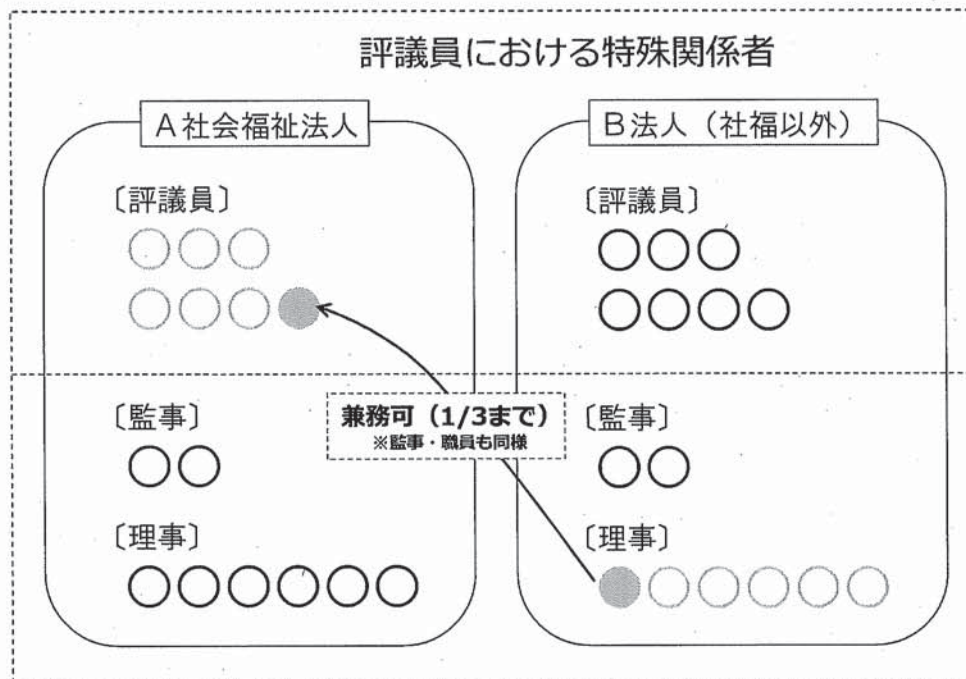 評議員における特殊関係者
A社会福祉法人
B法人（社福以外）
〔評議員〕
〔評議員〕
兼務可（1/3まで）
※監事・職員も同様
〔監事〕
〔監事〕
〔理事〕
〔理事〕